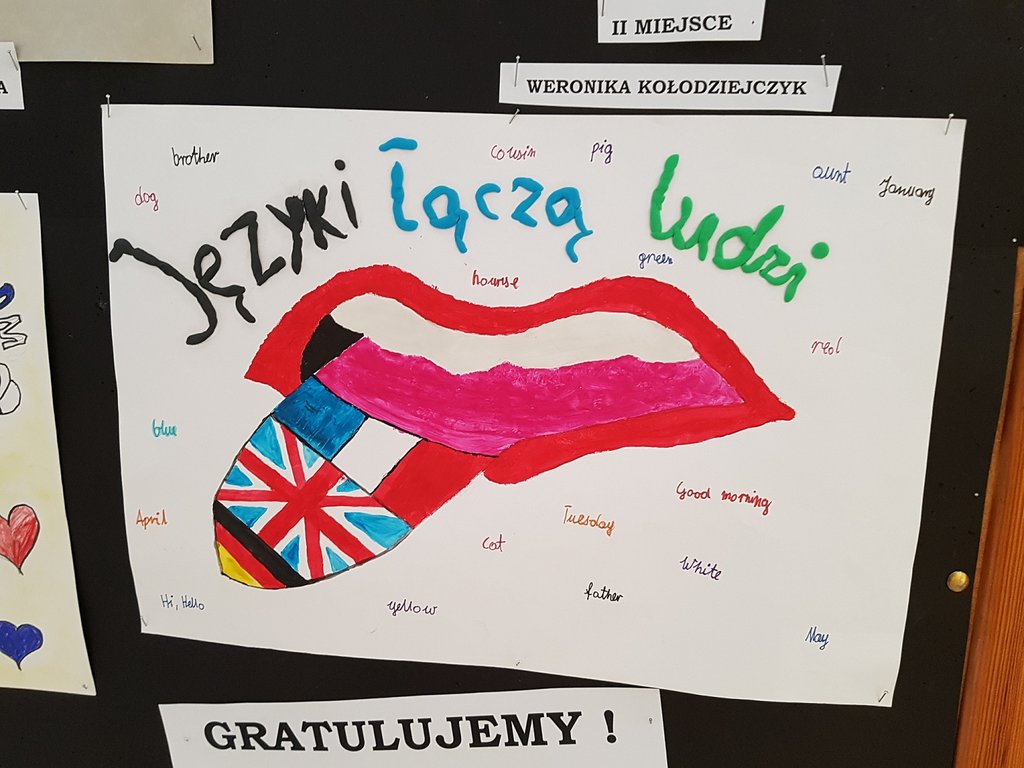 II MIEJSCE
WERONIKA KOŁODZIEJCZYK
A
brother
cousin
pig
aunt
January
dog
Języki łączą ludzi
green
hourse
red
blue
Good morning
April
Tuesday
cat
White
Hi, Hello
yellow
father
May
GRATULUJEMY !